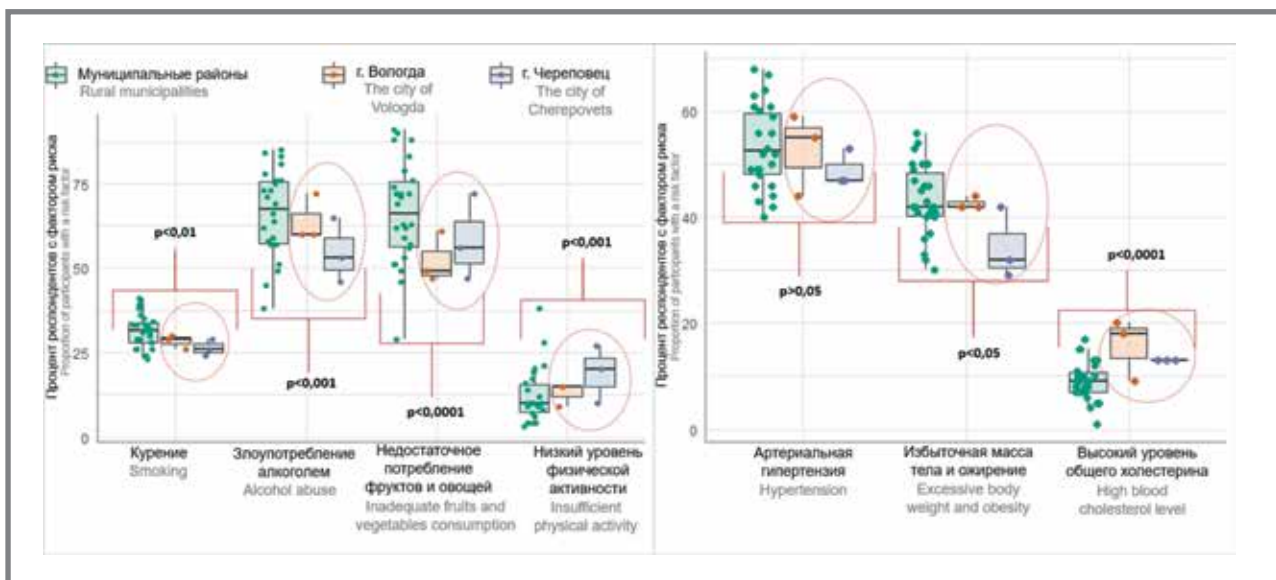 Муниципальные районы
Rural municipalities
г. Вологда
The city of
Vologda
г. Череповец
The city of
Cherepovets
Процент респондентов с фактором риска
Proportion of participants with a risk factor
75
50
25
0
p<0,01
p<0,001
p<0,0001
p<0,001
Курение
Smoking
Злоупотребление
алкоголем
Alcohol abuse
Недостаточное
потребление
фруктов и овощей
Inadequate fruits and
vegetables consumption
Низкий уровень
физической
активности
Insufficient
physical activity
Процент респондентов с фактором риска
Proportion of participants with a risk factor
60
40
20
0
p>0,05
p<0,05
p<0,0001
Артериальная
гипертензия
Hypertension
Избыточная масса
тела и ожирение
Excessive body
weight and obesity
Высокий уровень
общего холестерина
High blood
cholesterol level